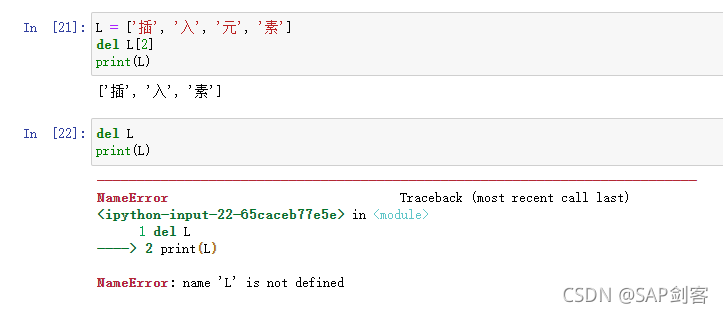 In [21]: L = ['插', '入', '元', '素']
del L[2]
print(L)
['插', '入', '素']
In [22]: del L
print(L)
NameError Traceback (most recent call last)
<ipython-input-22-65caceb77e5e> in <module>
1 del L
----> 2 print(L)
NameError: name 'L' is not defined
CSDN @SAP剑客